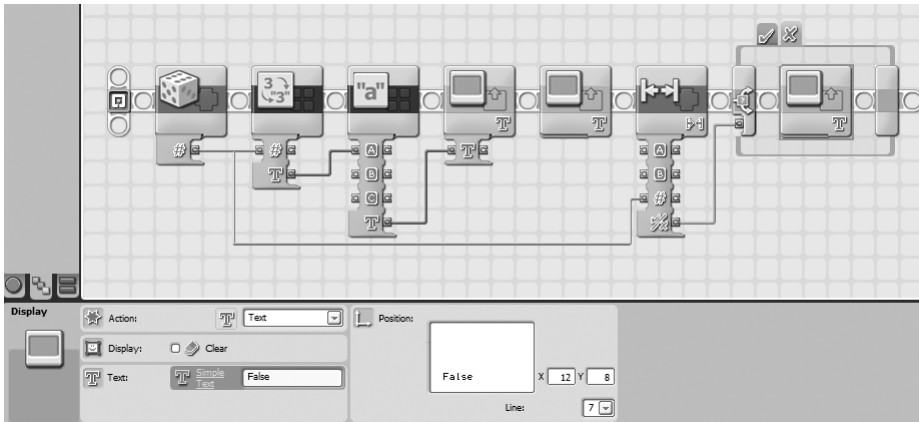 3
"3"
"a"
T
T
T
#
#
T
A
B
C
T
T
A
B
#
Display
Action:
T
Text
Position:
Display:
Clear
Text:
T
Simple
Text
False
False
X 12 Y 8
Line:
7